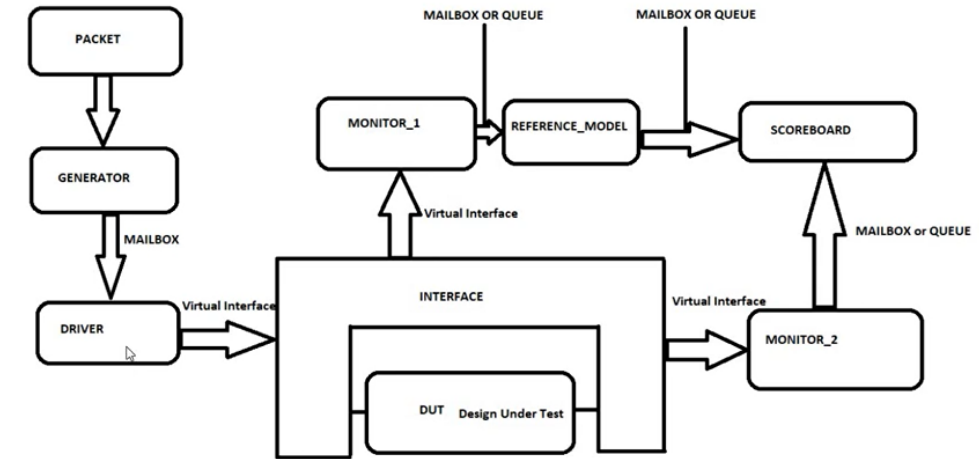 MAILBOX OR QUEUE
MAILBOX OR QUEUE
PACKET
MONITOR_1
REFERENCE_MODEL
SCOREBOARD
GENERATOR
Virtual Interface
MAILBOX
MAILBOX or QUEUE
Virtual Interface
INTERFACE
Virtual Interface
DRIVER
MONITOR_2
DUT Design Under Test